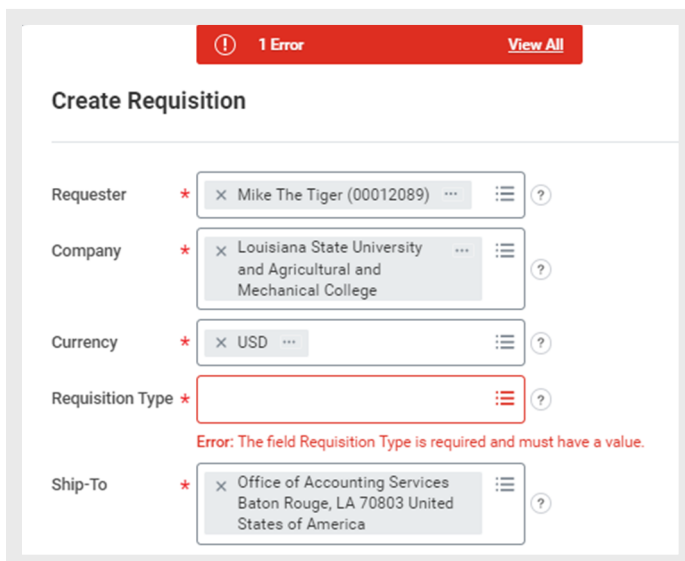 1 Error View All
Create Requisition
Requester * × Mike The Tiger (00012089) ... ?
Company * × Louisiana State University ...
and Agricultural and ?
Mechanical College
Currency * × USD ... ?
Requisition Type * ?
Error: The field Requisition Type is required and must have a value.
Ship-To * × Office of Accounting Services
Baton Rouge, LA 70803 United ?
States of America